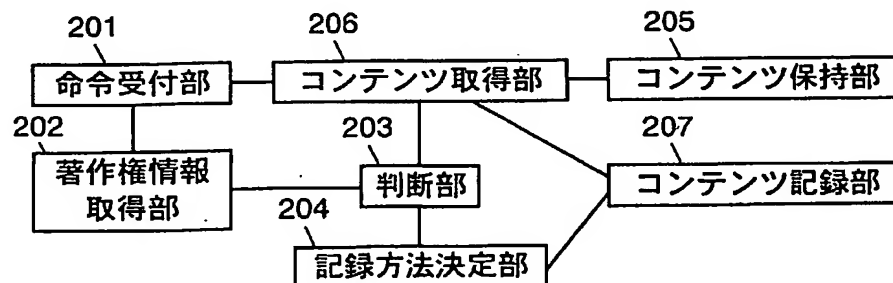 201
命令受付部
206
コンテンツ取得部
205
コンテンツ保持部
202
著作権情報
取得部
203
判断部
207
コンテンツ記録部
204
記録方法決定部